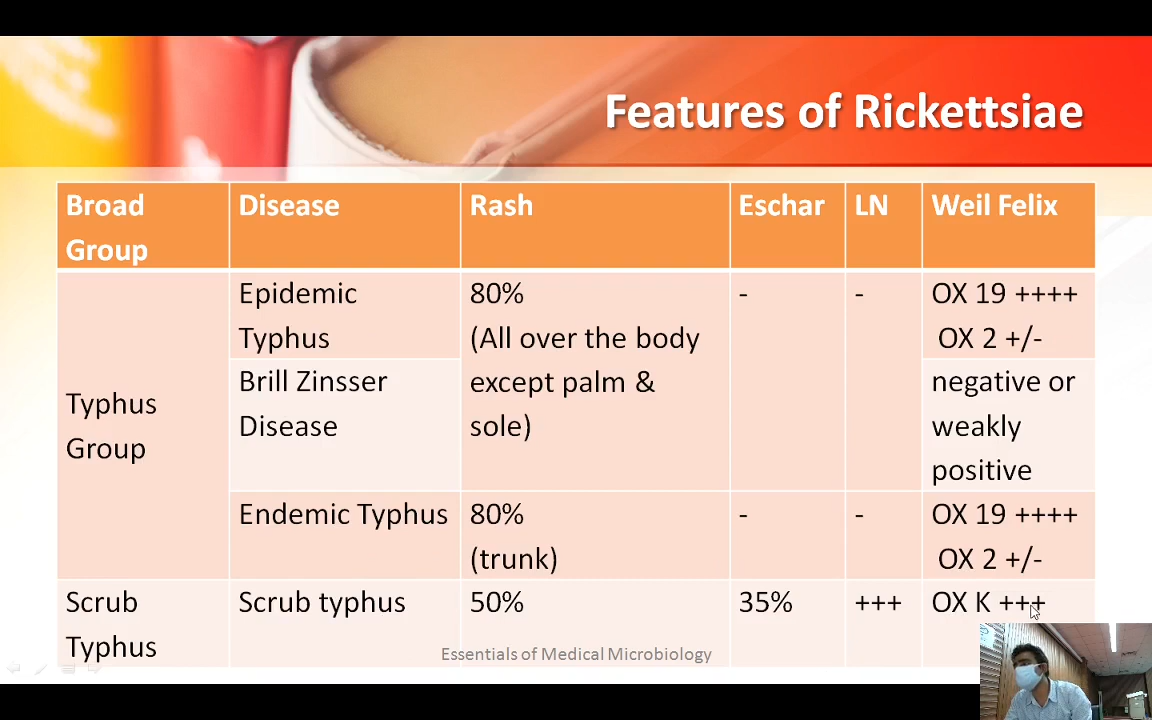 Features of Rickettsiae
Broad Group
Disease
Rash
Eschar
LN
Weil Felix
Typhus Group
Epidemic Typhus
80%
(All over the body
except palm &
sole)
-
-
OX 19 ++++
OX 2 +/-
Brill Zinsser
Disease
negative or
weakly
positive
Endemic Typhus
80%
(trunk)
-
-
OX 19 ++++
OX 2 +/-
Scrub
Typhus
Scrub typhus
50%
35%
+++
OX K +++
Essentials of Medical Microbiology